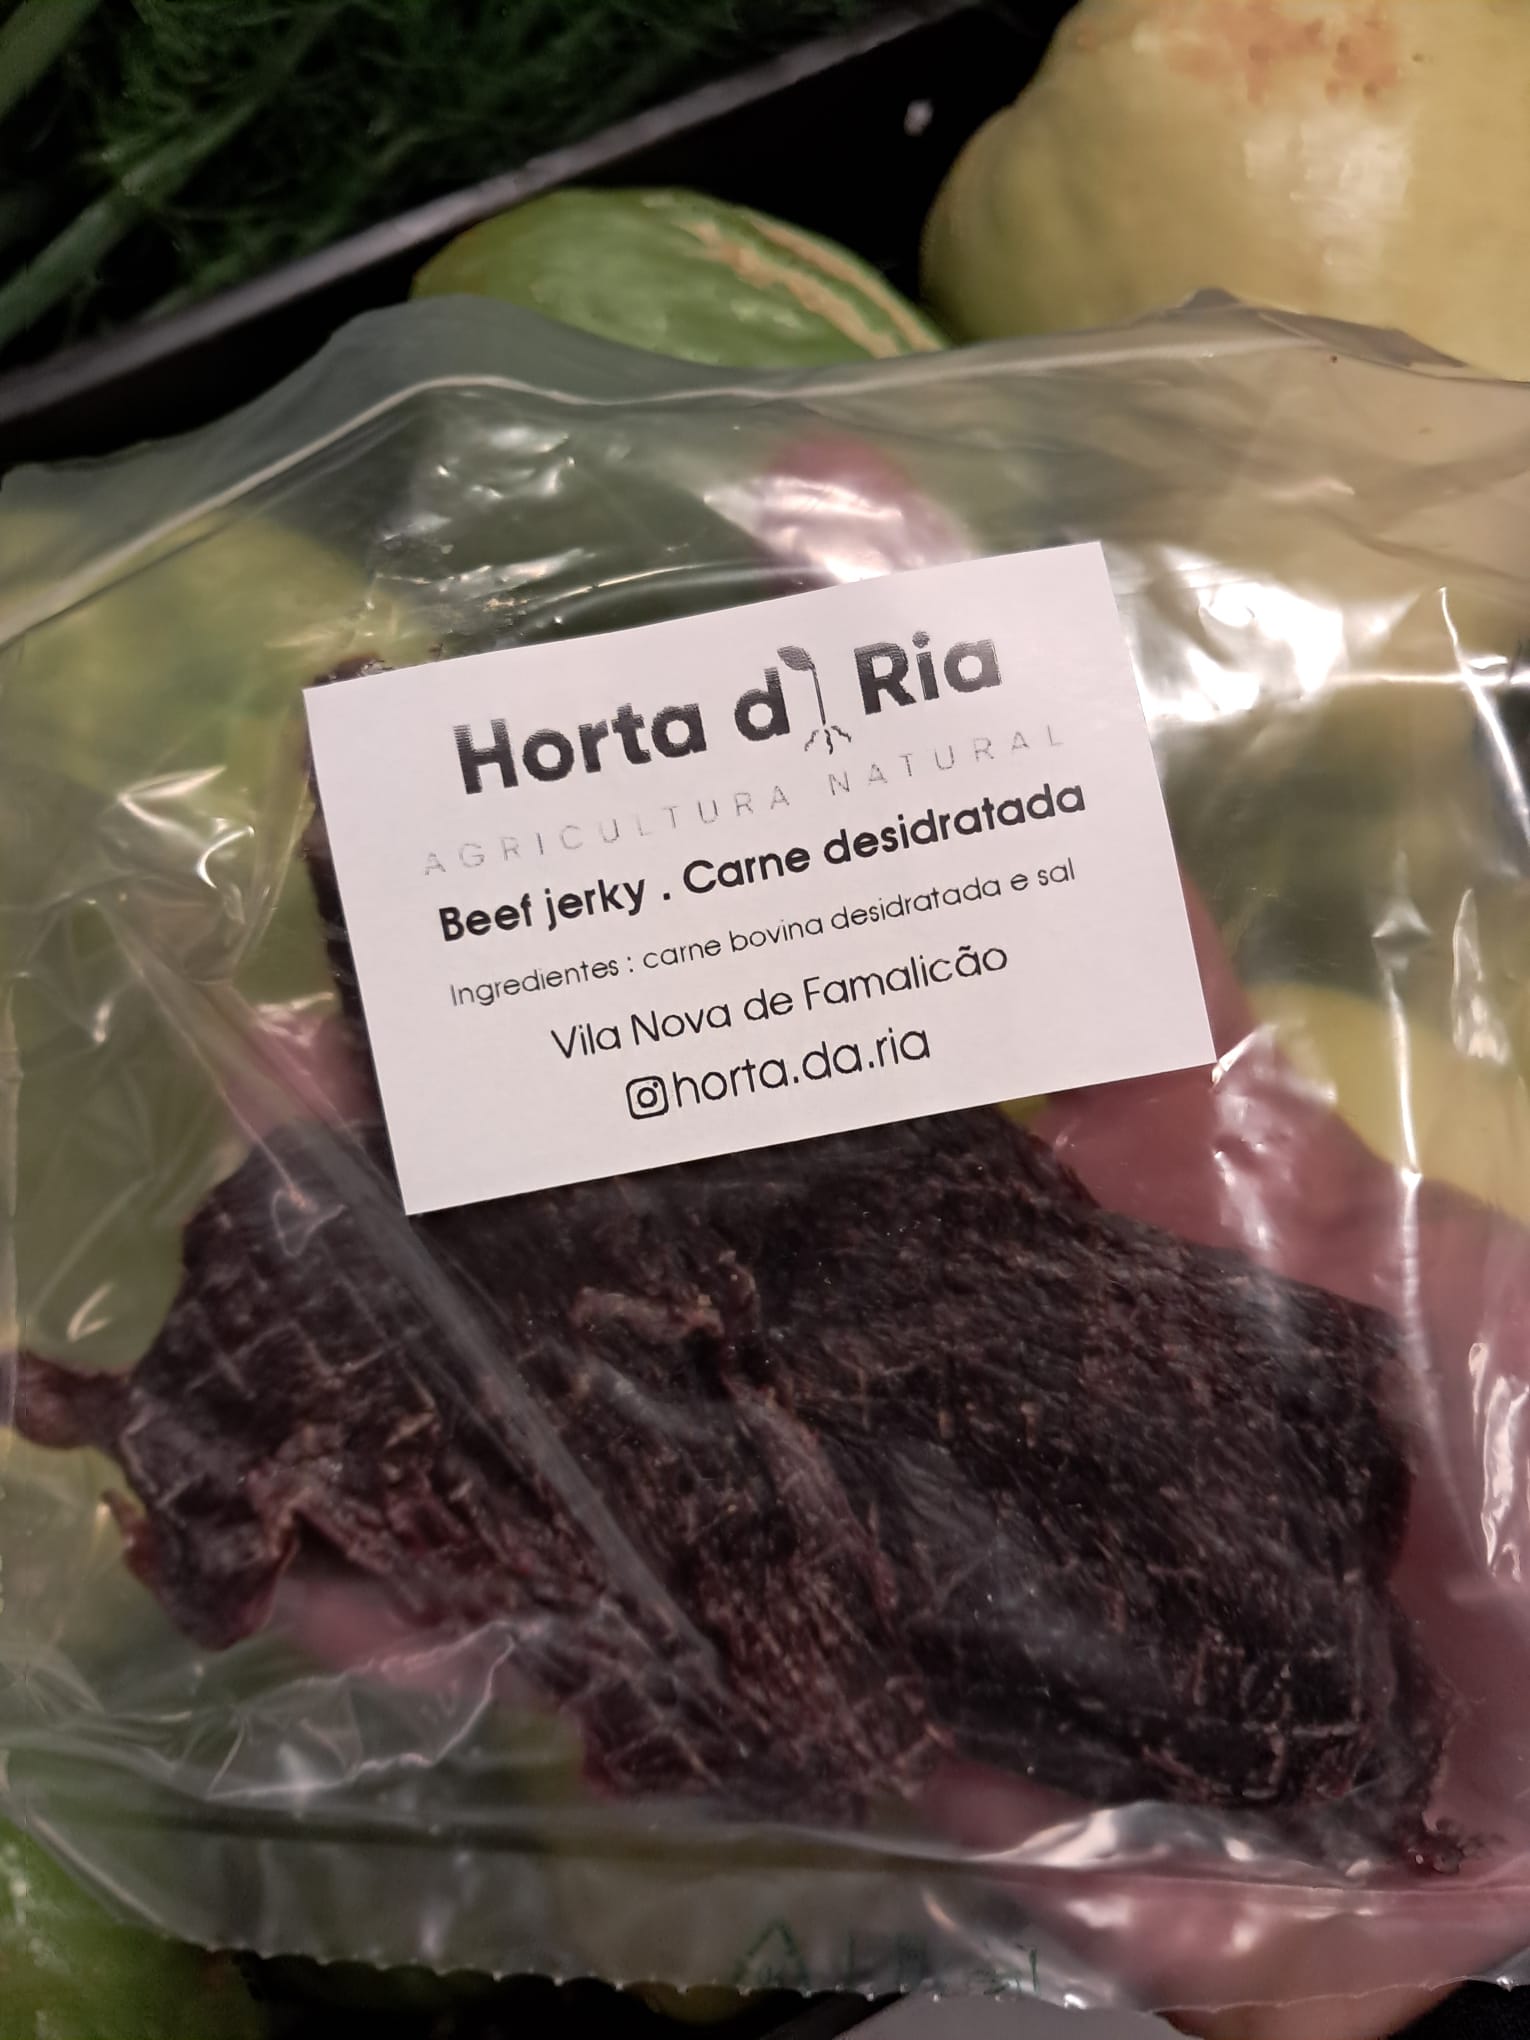 Horta da Ria
AGRICULTURA NATURAL
Beef jerky . Carne desidratada
Ingredientes : carne bovina desidratada e sal
Vila Nova de Famalicão
horta.da.ria